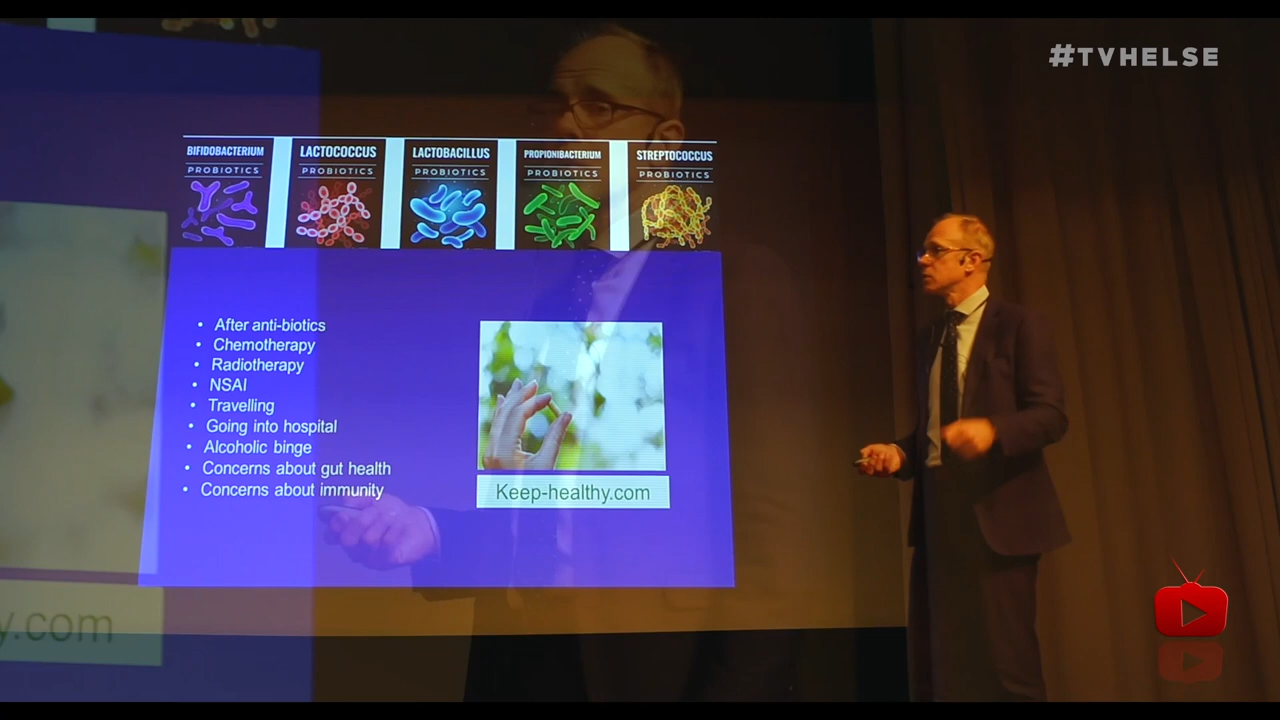 #TVHELSE
BIFIDOBACTERIUM
PROBIOTICS
LACTOCOCCUS
PROBIOTICS
LACTOBACILLUS
PROBIOTICS
PROPIONIBACTERIUM
PROBIOTICS
STREPTOCOCCUS
PROBIOTICS
• After anti-biotics
• Chemotherapy
• Radiotherapy
• NSAI
• Travelling
• Going into hospital
• Alcoholic binge
• Concerns about gut health
• Concerns about immunity
Keep-healthy.com
y.com